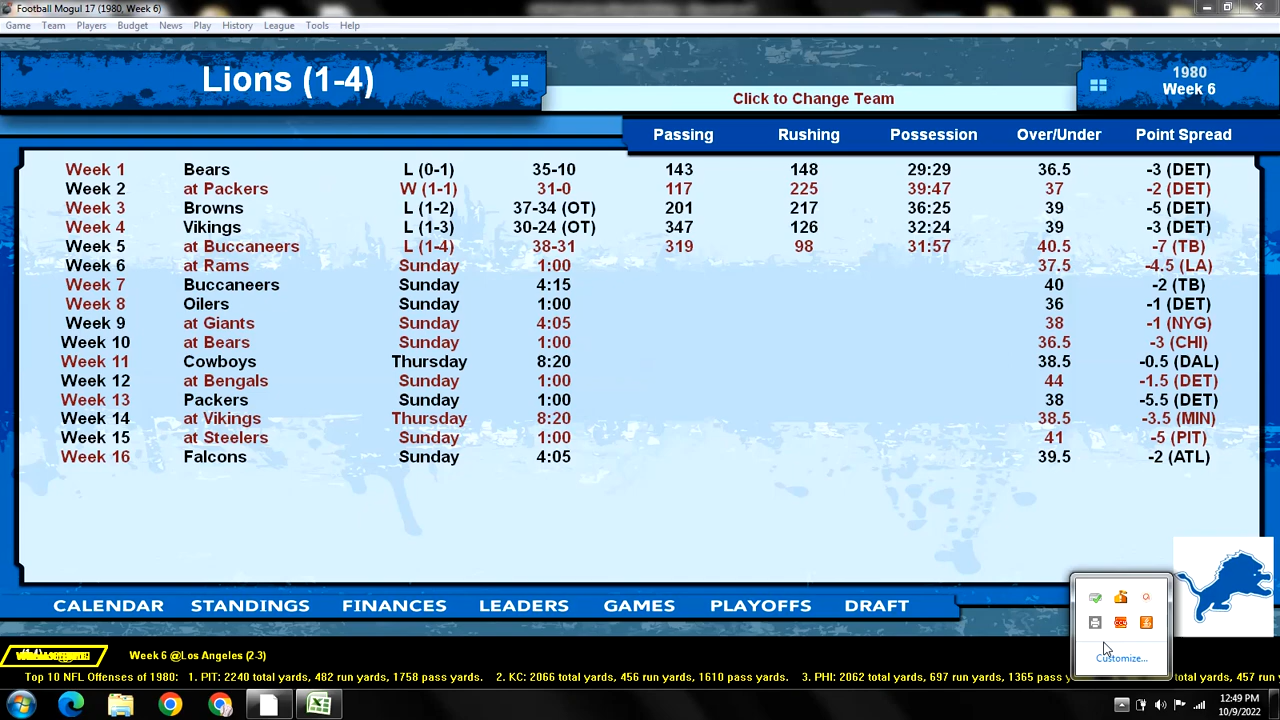 Football Mogul 17 (1980, Week 6)
Game Team Players Budget News Play History League Tools Help
Lions (1-4)
1980
Week 6
Click to Change Team
Passing Rushing Possession Over/Under Point Spread
Week 1 Bears L (0-1) 35-10 143 148 29:29 36.5 -3 (DET)
Week 2 at Packers W (1-1) 31-0 117 225 39:47 37 -2 (DET)
Week 3 Browns L (1-2) 37-34 (OT) 201 217 36:25 39 -5 (DET)
Week 4 Vikings L (1-3) 30-24 (OT) 347 126 32:24 39 -3 (DET)
Week 5 at Buccaneers L (1-4) 38-31 319 98 31:57 40.5 -7 (TB)
Week 6 at Rams Sunday 1:00 37.5 -4.5 (LA)
Week 7 Buccaneers Sunday 4:15 40 -2 (TB)
Week 8 Oilers Sunday 1:00 36 -1 (DET)
Week 9 at Giants Sunday 4:05 38 -1 (NYG)
Week 10 at Bears Sunday 1:00 36.5 -3 (CHI)
Week 11 Cowboys Thursday 8:20 38.5 -0.5 (DAL)
Week 12 at Bengals Sunday 1:00 44 -1.5 (DET)
Week 13 Packers Sunday 1:00 38 -5.5 (DET)
Week 14 at Vikings Thursday 8:20 38.5 -3.5 (MIN)
Week 15 at Steelers Sunday 1:00 41 -5 (PIT)
Week 16 Falcons Sunday 4:05 39.5 -2 (ATL)
CALENDAR STANDINGS FINANCES LEADERS GAMES PLAYOFFS DRAFT
Customize...
Week 6 @Los Angeles (2-3)
Top 10 NFL Offenses of 1980: 1. PIT: 2240 total yards, 482 run yards, 1758 pass yards. 2. KC: 2066 total yards, 456 run yards, 1610 pass yards. 3. PHI: 2062 total yards, 697 run yards, 1365 pass yards, 457 run y
12:49 PM
10/9/2022